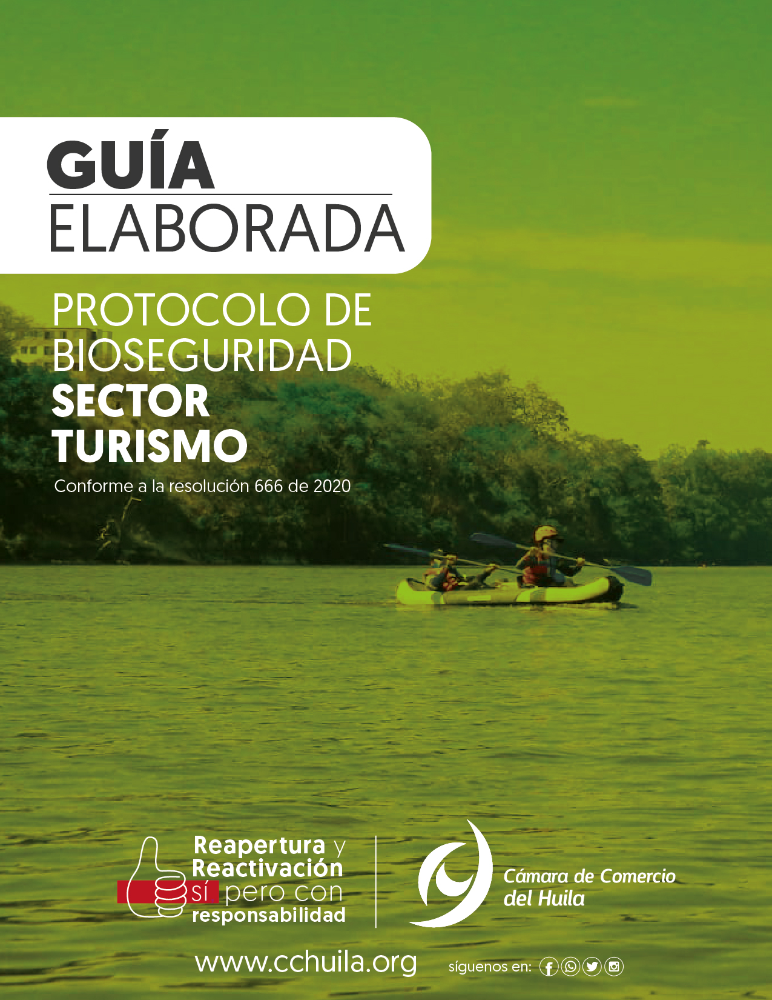 GUÍA
ELABORADA
PROTOCOLO DE
BIOSEGURIDAD
SECTOR
TURISMO
Conforme a la resolución 666 de 2020
Reapertura y
Reactivación
sí pero con
responsabilidad
Cámara de Comercio
del Huila
www.cchuila.org
síguenos en: